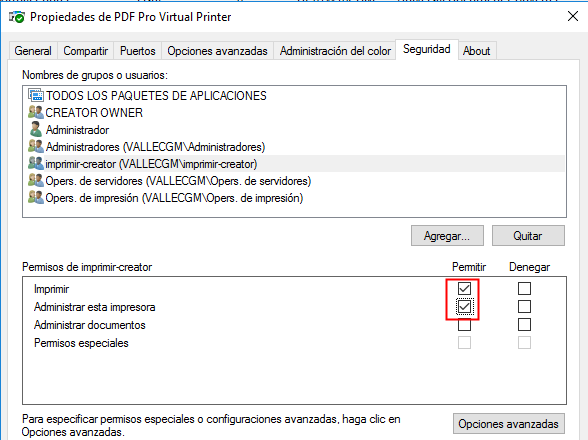 Propiedades de PDF Pro Virtual Printer
General Compartir Puertos Opciones avanzadas Administración del color Seguridad About
Nombres de grupos o usuarios:
TODOS LOS PAQUETES DE APLICACIONES
CREATOR OWNER
Administrador
Administradores (VALLECGM\Administradores)
imprimir-creator (VALLECGM\imprimir-creator)
Opers. de servidores (VALLECGM\Opers. de servidores)
Opers. de impresión (VALLECGM\Opers. de impresión)
Agregar... Quitar
Permisos de imprimir-creator Permitir Denegar
Imprimir
Administrar esta impresora
Administrar documentos
Permisos especiales
Para especificar permisos especiales o configuraciones avanzadas, haga clic en
Opciones avanzadas. Opciones avanzadas